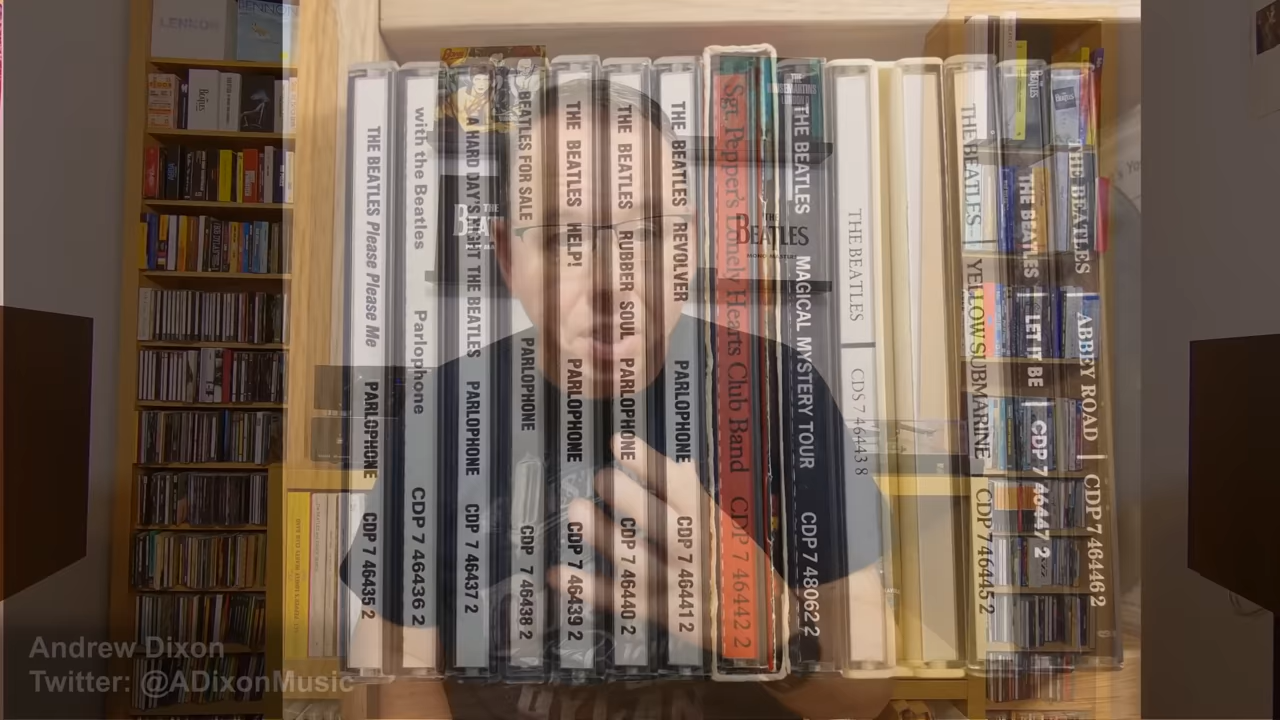 LENNON
THE BEATLES Please Please Me PARLOPHONE CDP 7 46435 2
with the Beatles Parlophone CDP 7 46436 2
A HARD DAY'S NIGHT THE BEATLES PARLOPHONE CDP 7 46437 2
BEATLES FOR SALE PARLOPHONE CDP 7 46438 2
THE BEATLES HELP! PARLOPHONE CDP 7 46439 2
THE BEATLES RUBBER SOUL PARLOPHONE CDP 7 46440 2
THE BEATLES REVOLVER PARLOPHONE CDP 7 46441 2
Sgt. Pepper's Lonely Hearts Club Band CDP 7 46442 2
THE BEATLES MAGICAL MYSTERY TOUR CDP 7 48062 2
THE BEATLES CDS 7 46443 8
THE BEATLES YELLOW SUBMARINE CDP 7 46445 2
THE BEATLES LET IT BE CDP 7 46447 2
THE BEATLES ABBEY ROAD CDP 7 46446 2
THE
BEATLES
Andrew Dixon
Twitter: @ADixonMusic